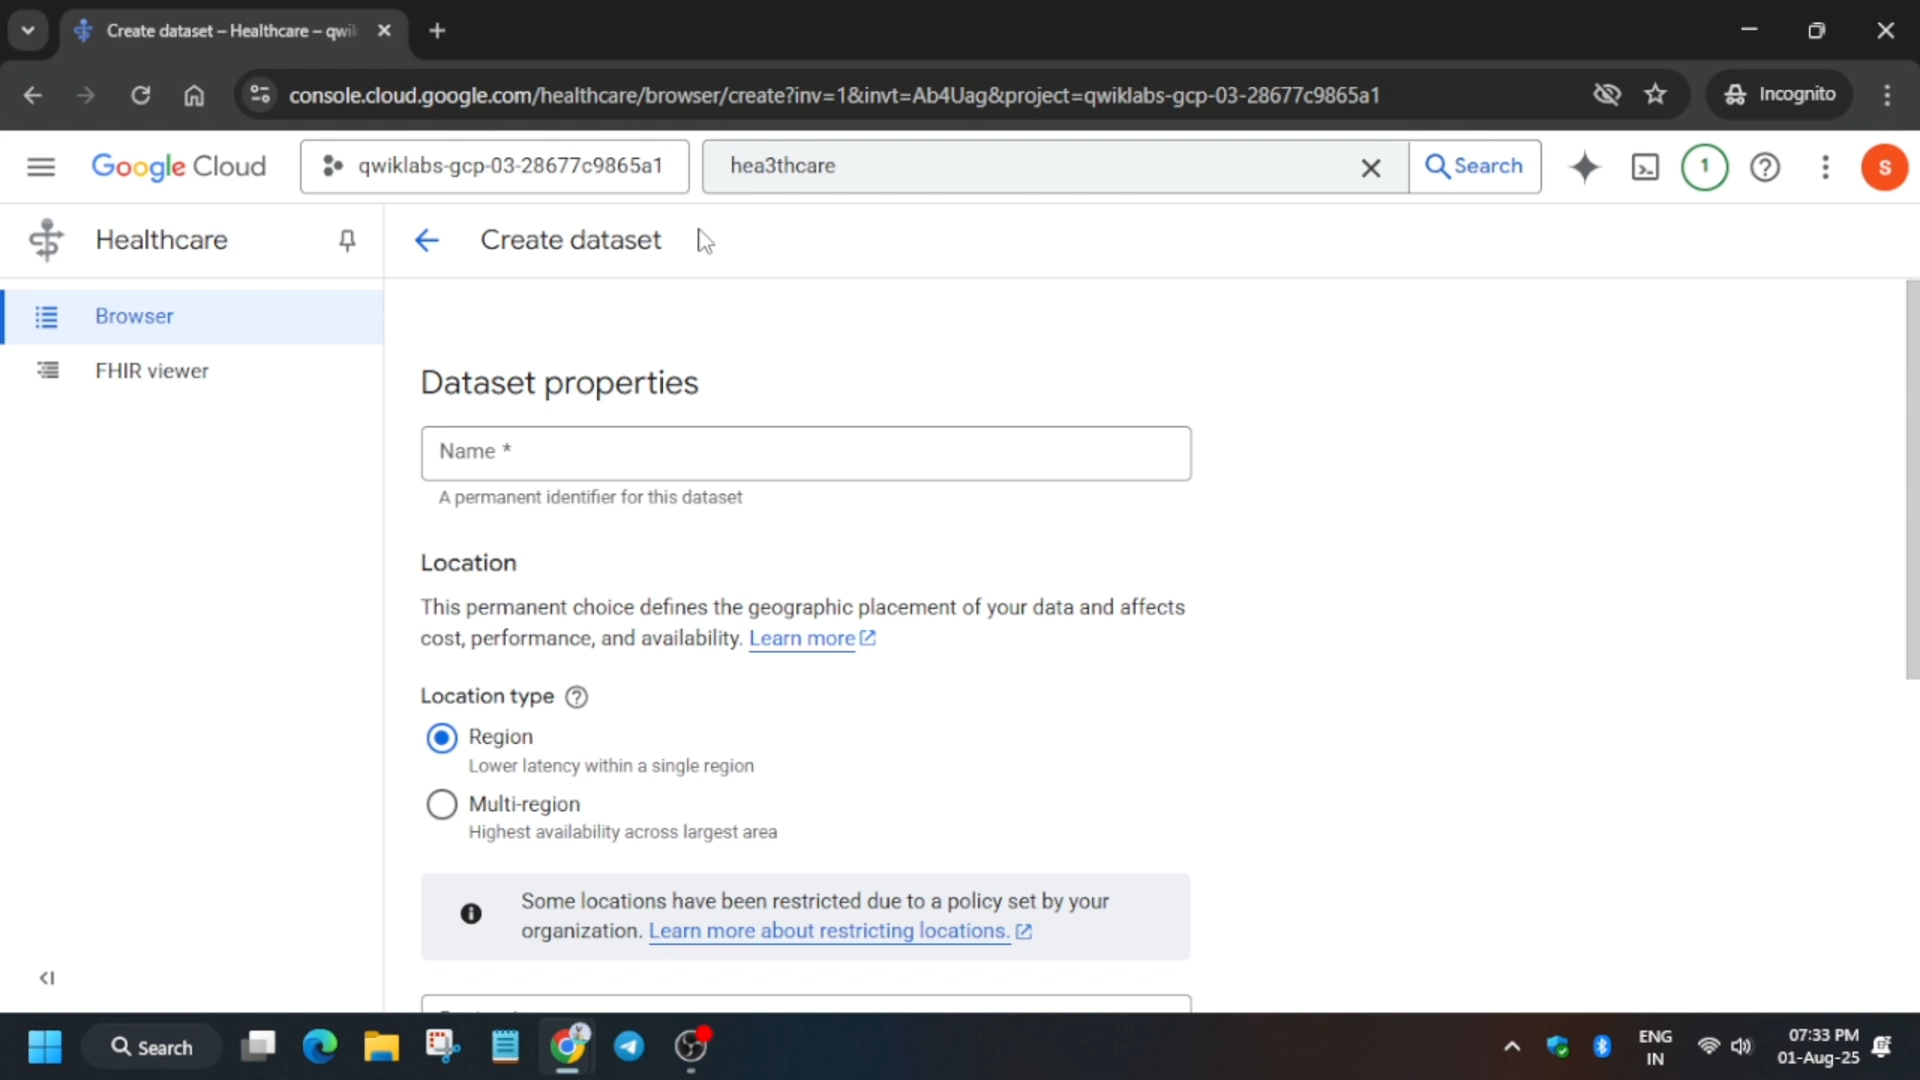 Create dataset – Healthcare – qwi
console.cloud.google.com/healthcare/browser/create?inv=1&invt=Ab4Uag&project=qwiklabs-gcp-03-28677c9865a1
Incognito
Google Cloud
qwiklabs-gcp-03-28677c9865a1
hea3thcare
Search
1
S
Healthcare
Create dataset
Browser
FHIR viewer
Dataset properties
Name *
A permanent identifier for this dataset
Location
This permanent choice defines the geographic placement of your data and affects
cost, performance, and availability. Learn more
Location type
Region
Lower latency within a single region
Multi-region
Highest availability across largest area
Some locations have been restricted due to a policy set by your
organization. Learn more about restricting locations.
Search
ENG
IN
07:33 PM
01-Aug-25